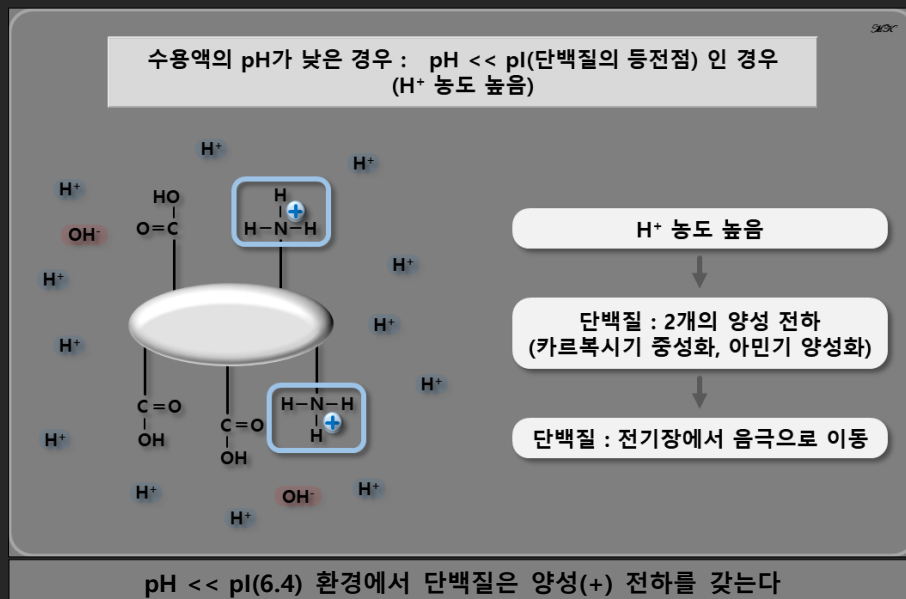 수용액의 pH가 낮은 경우 : pH << pI(단백질의 등전점) 인 경우
(H⁺ 농도 높음)
H⁺
H⁺
H⁺
OH⁻
H⁺
H⁺
H⁺
H⁺
H⁺
H⁺
H⁺
H⁺
H⁺
OH⁻
HO
O=C
H
H-N-H
+
C=O
OH
C=O
OH
H-N-H
H
+
H⁺ 농도 높음
단백질 : 2개의 양성 전하
(카르복시기 중성화, 아민기 양성화)
단백질 : 전기장에서 음극으로 이동
pH << pI(6.4) 환경에서 단백질은 양성(+) 전하를 갖는다